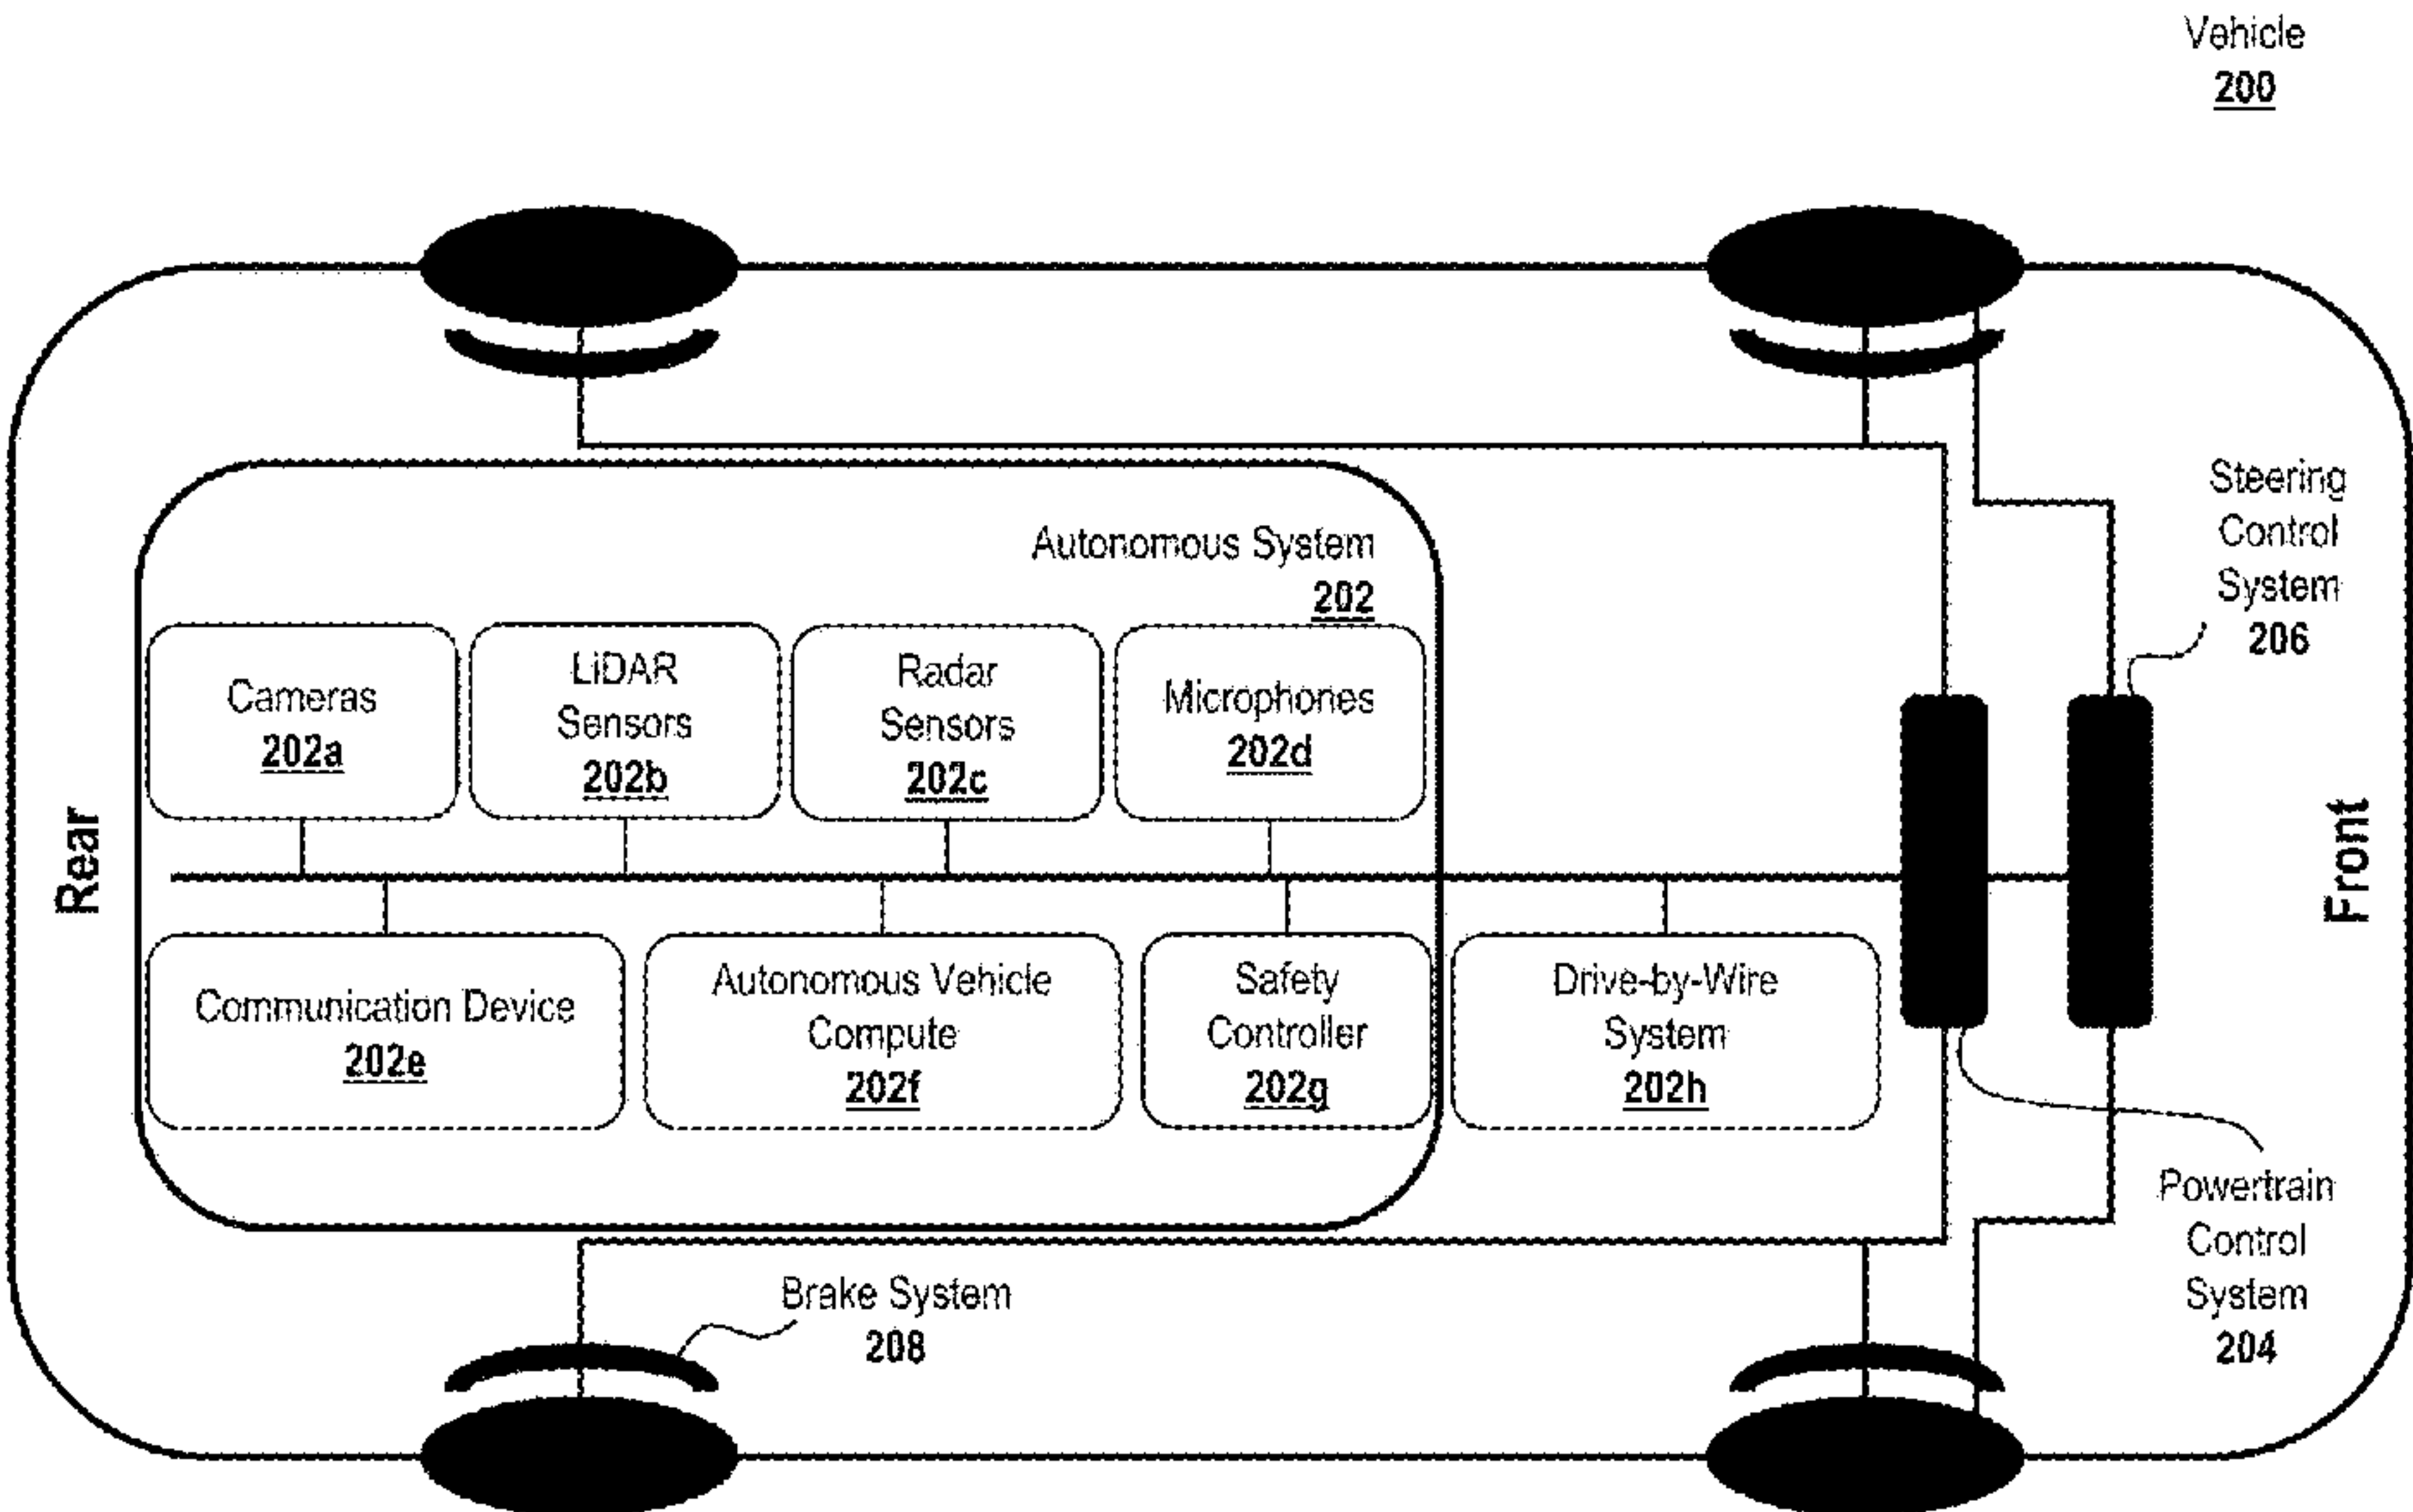 Vehicle
200
Steering
Control
System
206
Autonomous System
202
Cameras
202a
LiDAR
Sensors
202b
Radar
Sensors
202c
Microphones
202d
Rear
Front
Communication Device
202e
Autonomous Vehicle
Compute
202f
Safety
Controller
202g
Drive-by-Wire
System
202h
Powertrain
Control
System
204
Brake System
208